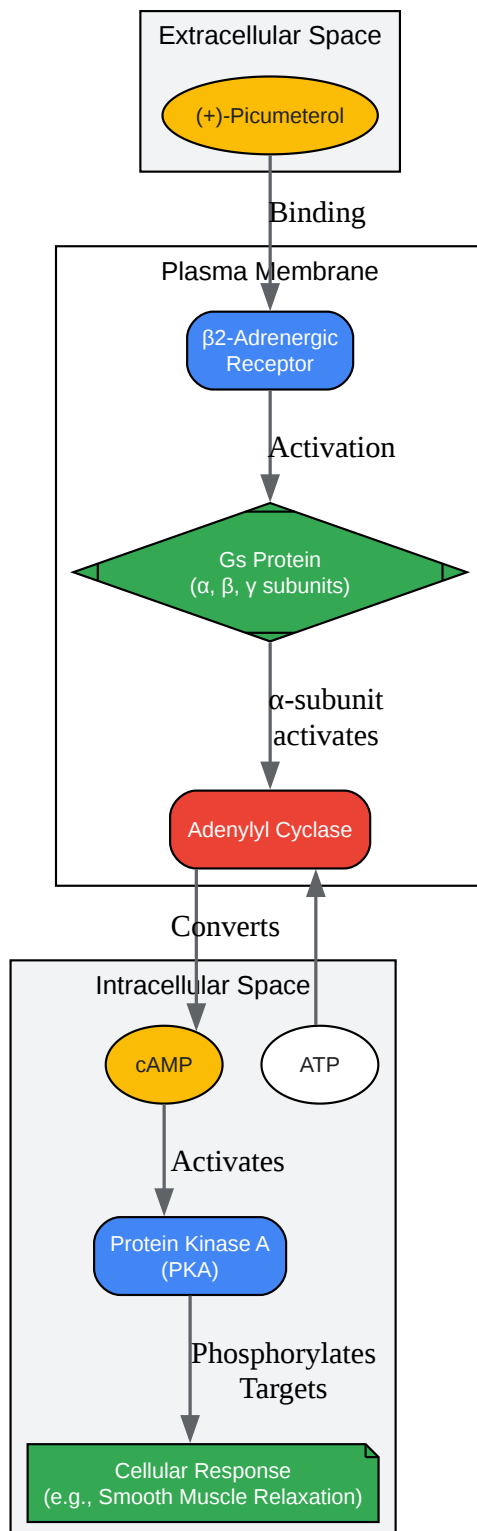 Extracellular Space
(+)-Picumeterol
Binding
Plasma Membrane
β2-Adrenergic
Receptor
Activation
Gs Protein
(α, β, γ subunits)
α-subunit
activates
Adenylyl Cyclase
Converts
Intracellular Space
cAMP
ATP
Activates
Protein Kinase A
(PKA)
Phosphorylates
Targets
Cellular Response
(e.g., Smooth Muscle Relaxation)